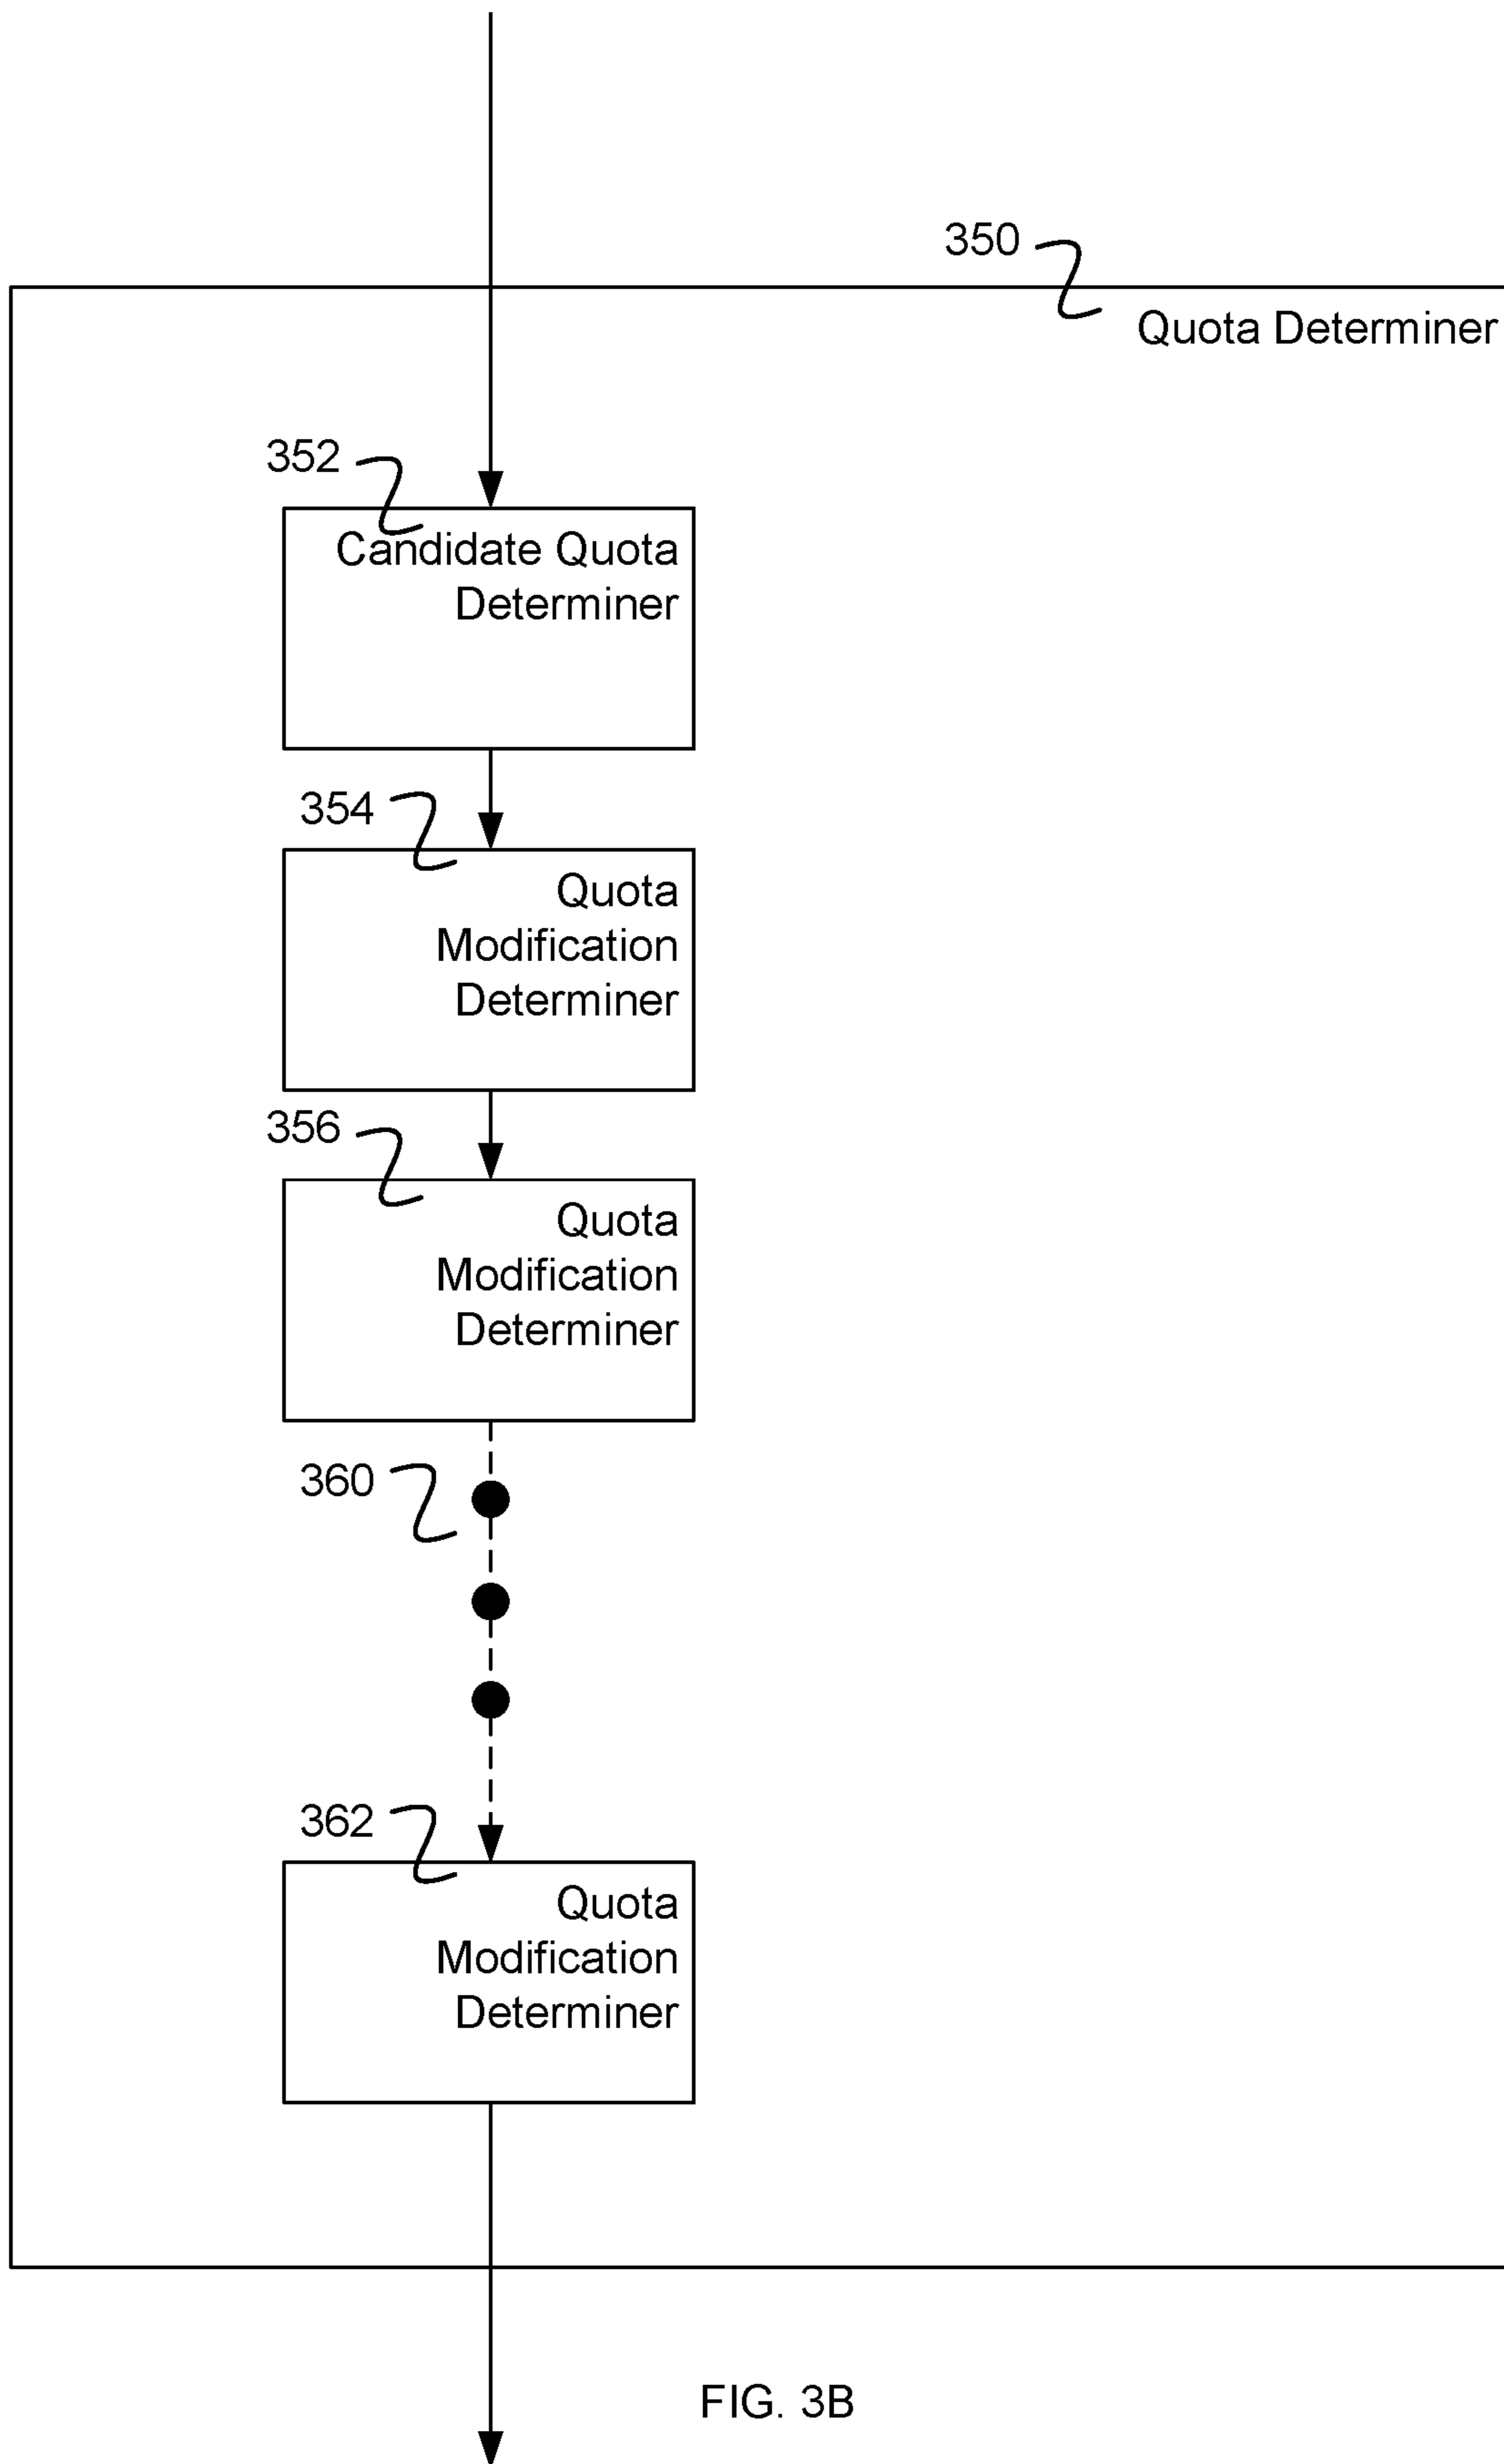 350
Quota Determiner
352
Candidate Quota
Determiner
354
Quota
Modification
Determiner
356
Quota
Modification
Determiner
360
362
Quota
Modification
Determiner
FIG. 3B